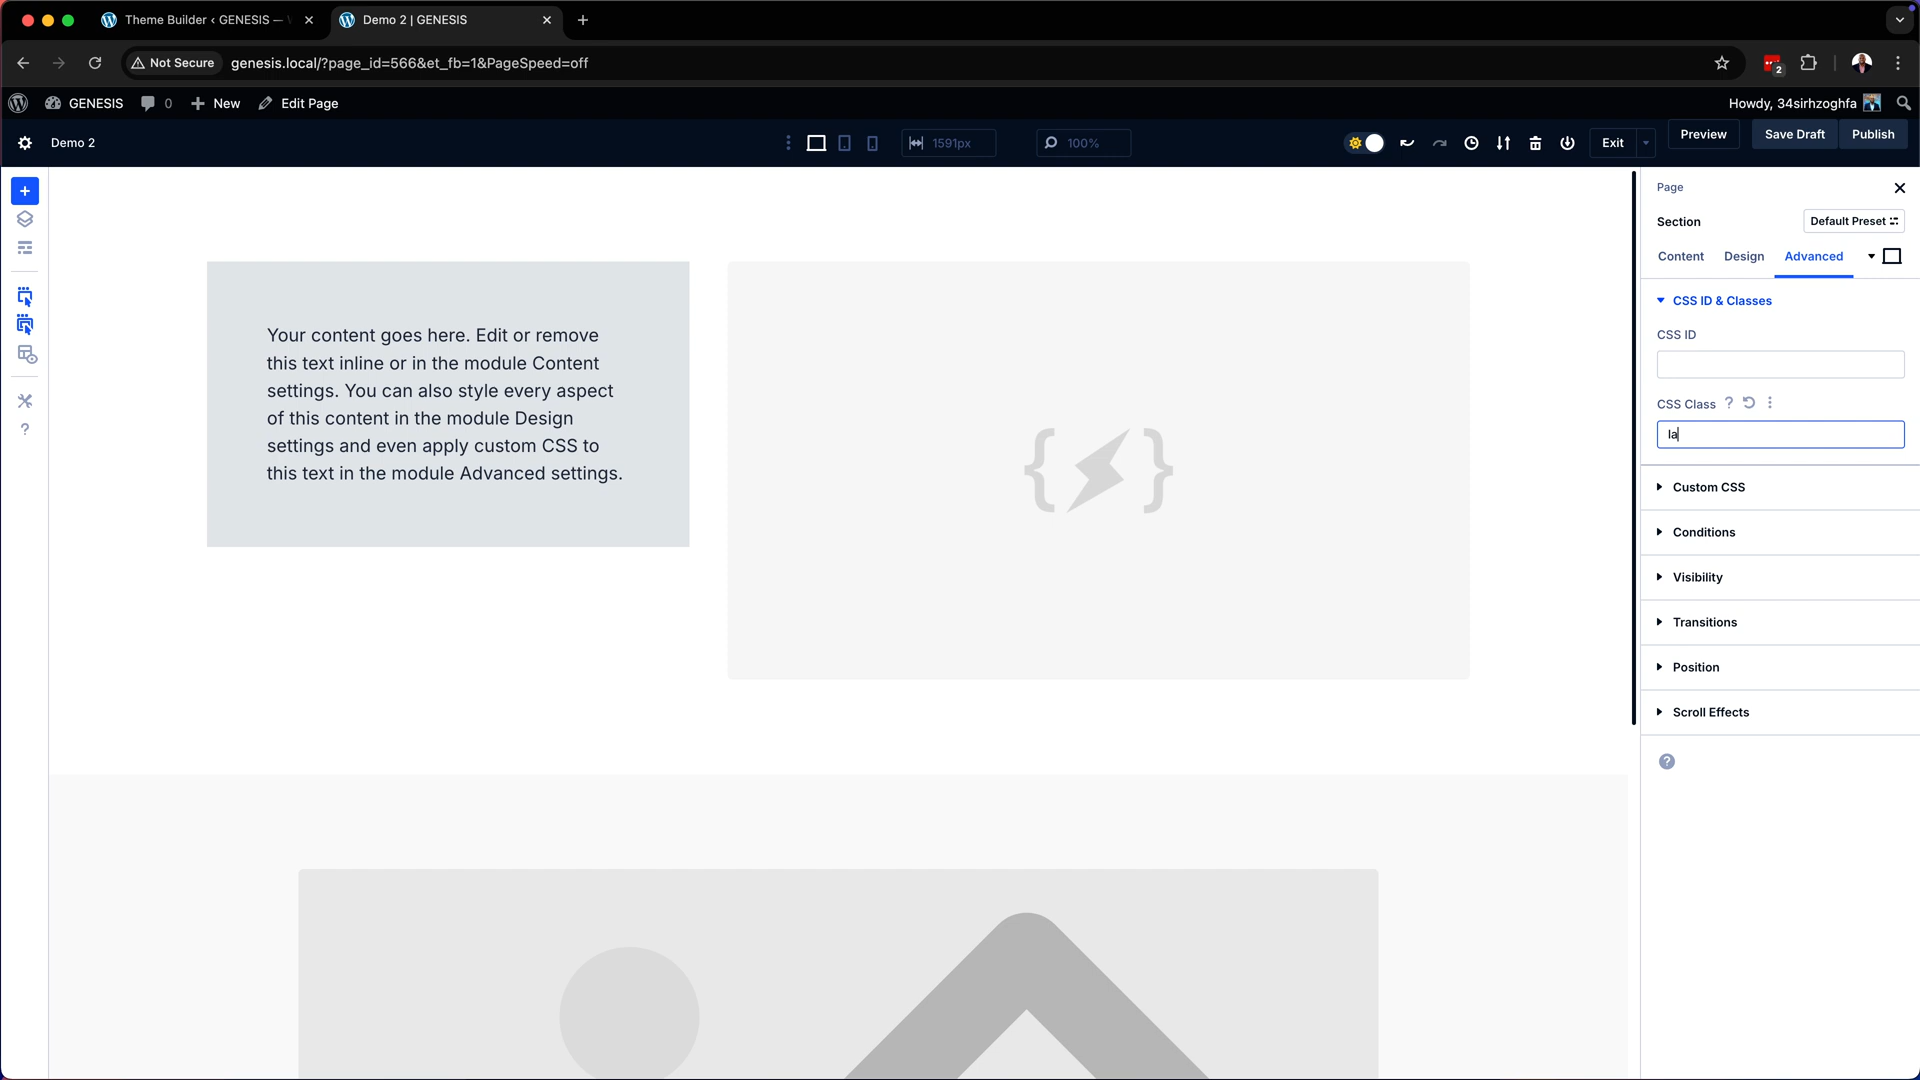 Theme Builder ‹ GENESIS —
Demo 2 | GENESIS
Not Secure
genesis.local/?page_id=566&et_fb=1&PageSpeed=off
2
GENESIS
0
New
Edit Page
Howdy, 34sirhzoghfa
Demo 2
1591px
100%
Exit
Preview
Save Draft
Publish
Page
Section
Default Preset
Content
Design
Advanced
CSS ID & Classes
CSS ID
CSS Class ?
la
Custom CSS
Conditions
Visibility
Transitions
Position
Scroll Effects
?
?
Your content goes here. Edit or remove
this text inline or in the module Content
settings. You can also style every aspect
of this content in the module Design
settings and even apply custom CSS to
this text in the module Advanced settings.